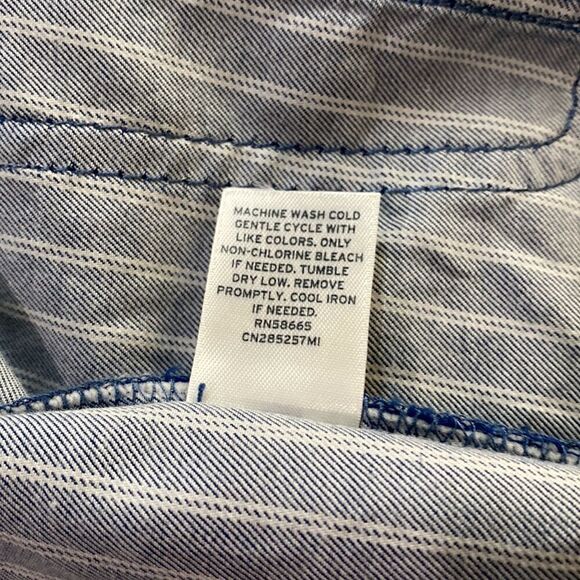 MACHINE WASH COLD
GENTLE CYCLE WITH
LIKE COLORS. ONLY
NON-CHLORINE BLEACH
IF NEEDED. TUMBLE
DRY LOW. REMOVE
PROMPTLY. COOL IRON
IF NEEDED.
RN58665
CN285257MI